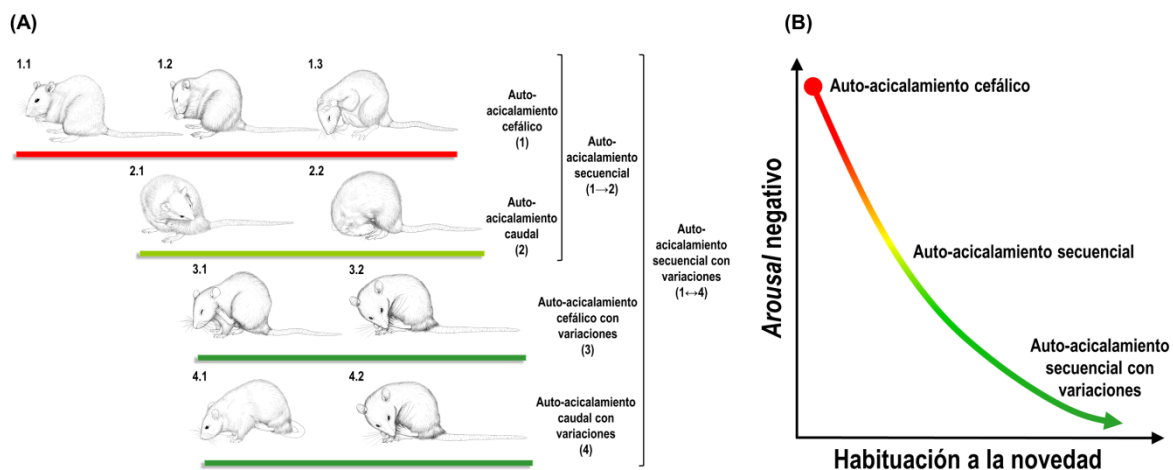 (A)
1.1
1.2
1.3
Auto-
acicalamiento
cefálico
(1)
2.1
2.2
Auto-
acicalamiento
caudal
(2)
Auto-
acicalamiento
secuencial
(1→2)
3.1
3.2
Auto-acicalamiento
cefálico con
variaciones
(3)
4.1
4.2
Auto-acicalamiento
caudal con
variaciones
(4)
Auto-
acicalamiento
secuencial con
variaciones
(1↔4)
(B)
Arousal negativo
Auto-acicalamiento cefálico
Auto-acicalamiento secuencial
Auto-acicalamiento
secuencial con
variaciones
Habituación a la novedad